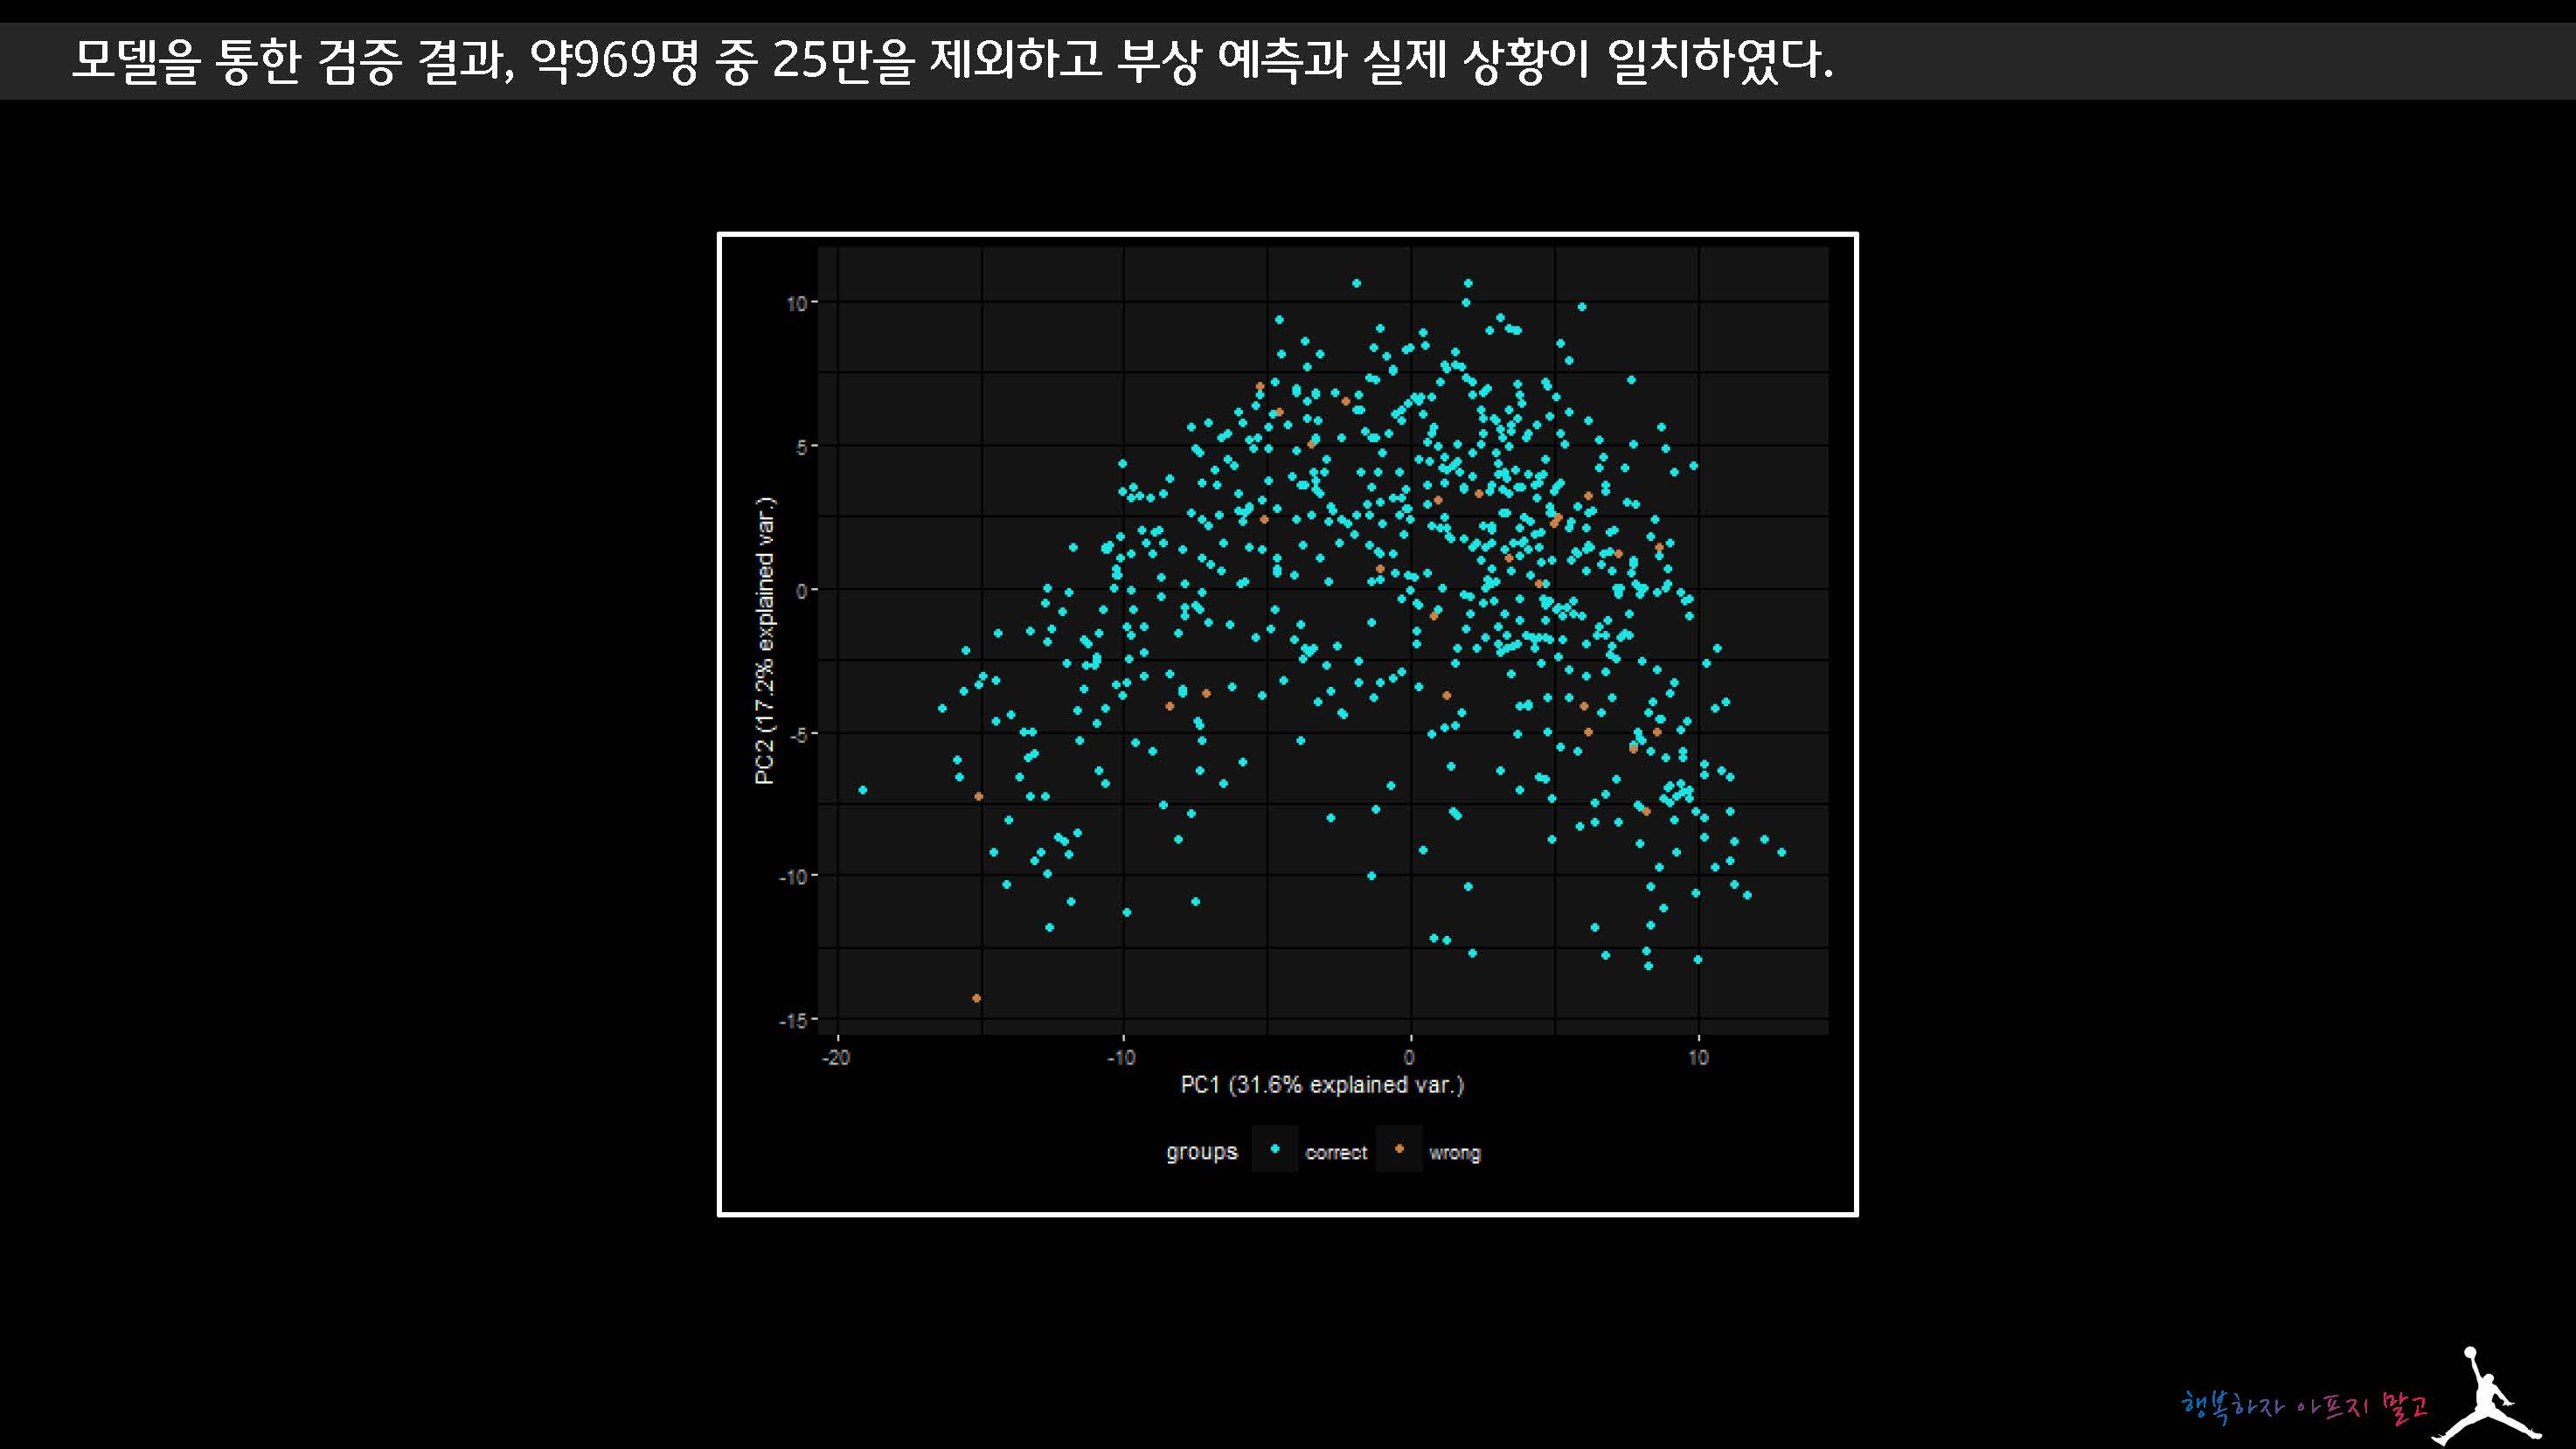 모델을 통한 검증 결과, 약969명 중 25만을 제외하고 부상 예측과 실제 상황이 일치하였다.
10
5
0
-5
-10
-15
PC2 (17.2% explained var.)
-20 -10 0 10
PC1 (31.6% explained var.)
groups correct wrong
행복하자 아프지 말고